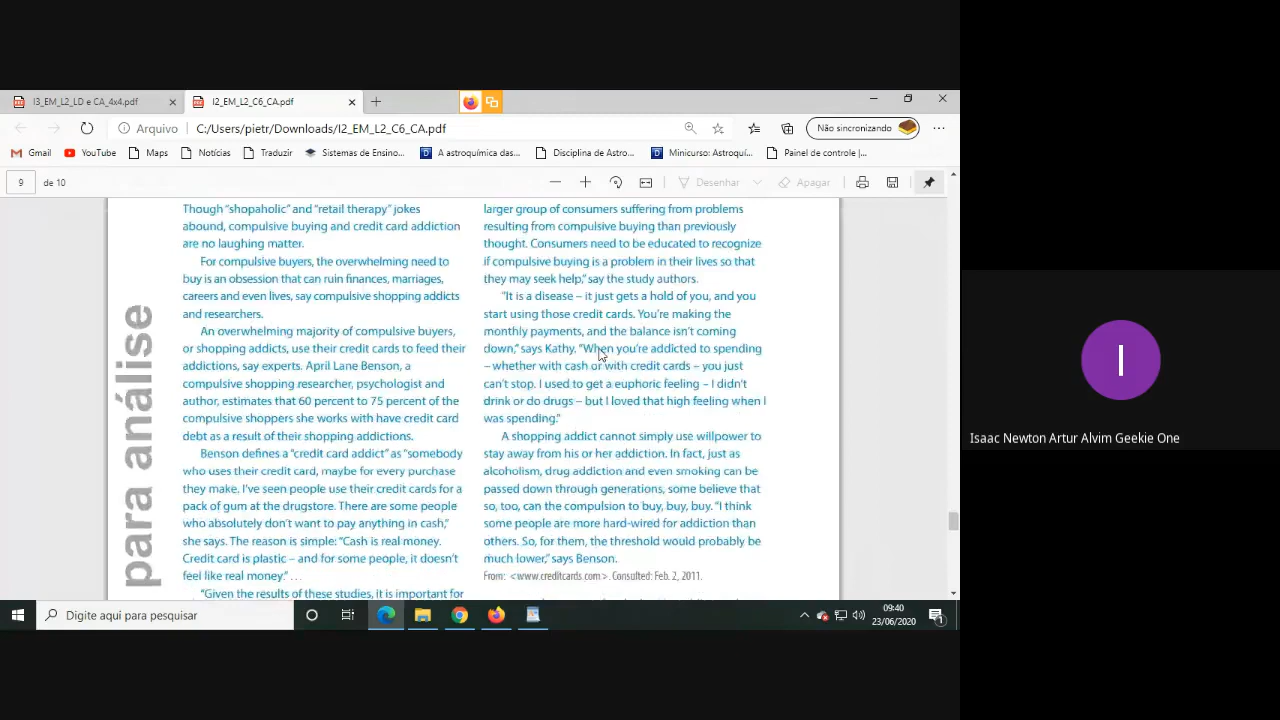 I3_EM_L2_LD e CA_4x4.pdf
I2_EM_L2_C6_CA.pdf
Arquivo
C:/Users/pietr/Downloads/I2_EM_L2_C6_CA.pdf
Não sincronizando
Gmail
YouTube
Maps
Notícias
Traduzir
Sistemas de Ensino...
A astroquímica das...
Disciplina de Astro...
Minicurso: Astroquí...
Painel de controle |...
9 de 10
Desenhar
Apagar
para análise
Though “shopaholic” and “retail therapy” jokes
abound, compulsive buying and credit card addiction
are no laughing matter.
For compulsive buyers, the overwhelming need to
buy is an obsession that can ruin finances, marriages,
careers and even lives, say compulsive shopping addicts
and researchers.
An overwhelming majority of compulsive buyers,
or shopping addicts, use their credit cards to feed their
addictions, say experts. April Lane Benson, a
compulsive shopping researcher, psychologist and
author, estimates that 60 percent to 75 percent of the
compulsive shoppers she works with have credit card
debt as a result of their shopping addictions.
Benson defines a “credit card addict” as “somebody
who uses their credit card, maybe for every purchase
they make. I’ve seen people use their credit cards for a
pack of gum at the drugstore. There are some people
who absolutely don’t want to pay anything in cash,”
she says. The reason is simple: “Cash is real money.
Credit card is plastic – and for some people, it doesn’t
feel like real money.” …
“Given the results of these studies, it is important for
larger group of consumers suffering from problems
resulting from compulsive buying than previously
thought. Consumers need to be educated to recognize
if compulsive buying is a problem in their lives so that
they may seek help,” say the study authors.
“It is a disease – it just gets a hold of you, and you
start using those credit cards. You’re making the
monthly payments, and the balance isn’t coming
down,” says Kathy. “When you’re addicted to spending
– whether with cash or with credit cards – you just
can’t stop. I used to get a euphoric feeling – I didn’t
drink or do drugs – but I loved that high feeling when I
was spending.”
A shopping addict cannot simply use willpower to
stay away from his or her addiction. In fact, just as
alcoholism, drug addiction and even smoking can be
passed down through generations, some believe that
so, too, can the compulsion to buy, buy, buy. “I think
some people are more hard-wired for addiction than
others. So, for them, the threshold would probably be
much lower,” says Benson.
From: <www.creditcards.com>. Consulted: Feb. 2, 2011.
Digite aqui para pesquisar
09:40
23/06/2020
1
I
Isaac Newton Artur Alvim Geekie One